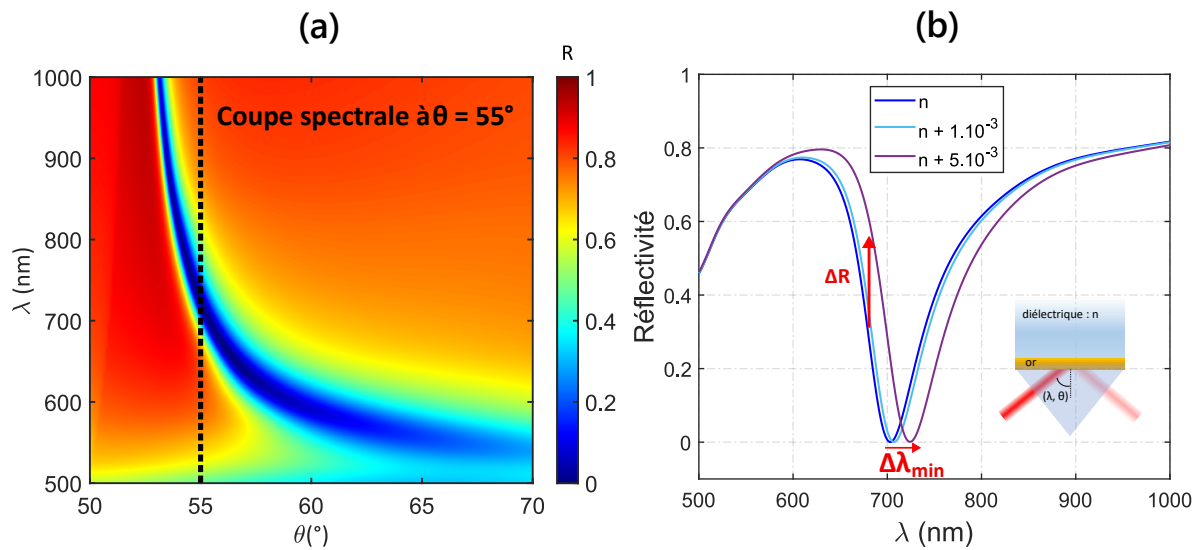 (a)
(b)
R
1000
900
800
700
600
500
λ (nm)
Coupe spectrale à θ = 55°
50
55
60
65
70
θ(°)
1
0.8
0.6
0.4
0.2
0
Réflectivité
1
0.8
0.6
0.4
0.2
0
n
n + 1.10⁻³
n + 5.10⁻³
ΔR
Δλmin
diélectrique : n
or
(λ, θ)
500
600
700
800
900
1000
λ (nm)